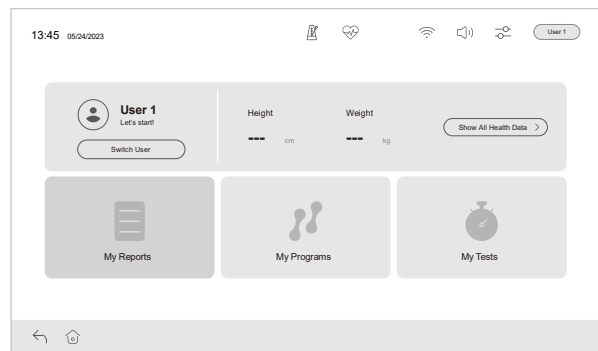 13:45 05/24/2023
User 1
User 1
Let's start!
Switch User
Height
--- cm
Weight
--- kg
Show All Health Data
My Reports
My Programs
My Tests